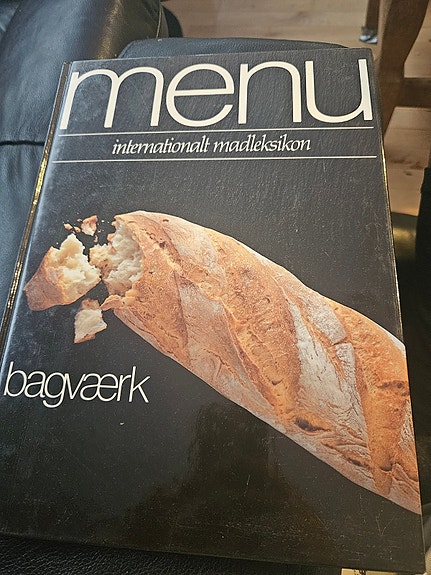 menu
internationalt madleksikon
bagværk